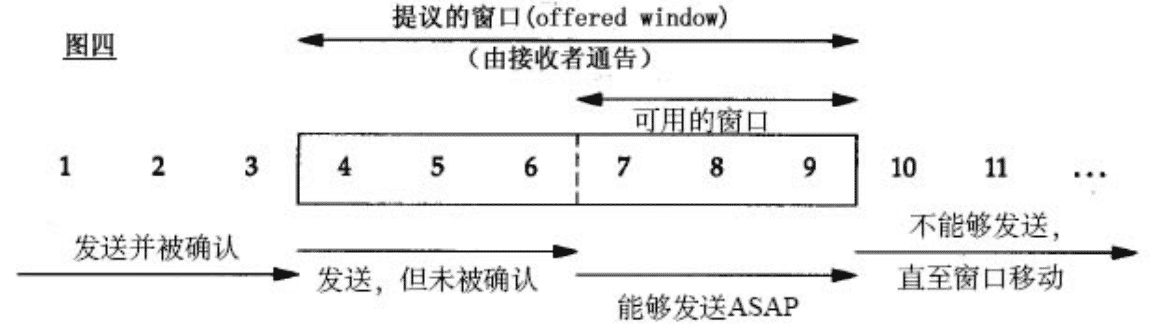 提议的窗口(offered window)
图四
（由接收者通告）
可用的窗口
1 2 3 4 5 6 7 8 9 10 11 ...
发送并被确认
发送，但未被确认
能够发送ASAP
不能够发送，
直至窗口移动